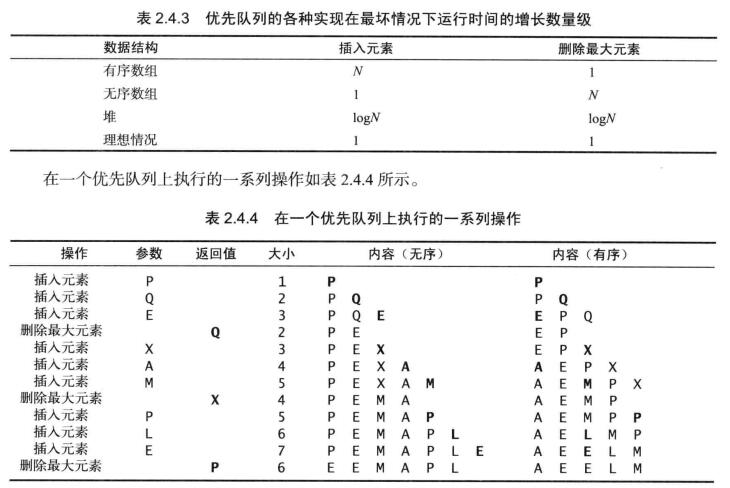 表 2.4.3 优先队列的各种实现在最坏情况下运行时间的增长数量级
数据结构 插入元素 删除最大元素
有序数组 N 1
无序数组 1 N
堆 logN logN
理想情况 1 1
在一个优先队列上执行的一系列操作如表 2.4.4 所示。
表 2.4.4 在一个优先队列上执行的一系列操作
操作 参数 返回值 大小 内容（无序） 内容（有序）
插入元素 P 1 P P
插入元素 Q 2 P Q P Q
插入元素 E 3 P Q E E P Q
删除最大元素 Q 2 P E E P
插入元素 X 3 P E X E P X
插入元素 A 4 P E X A A E P X
插入元素 M 5 P E X A M A E M P X
删除最大元素 X 4 P E M A A E M P
插入元素 P 5 P E M A P A E M P P
插入元素 L 6 P E M A P L A E L M P
插入元素 E 7 P E M A P L E A E E L M
删除最大元素 P 6 E E M A P L A E E L M